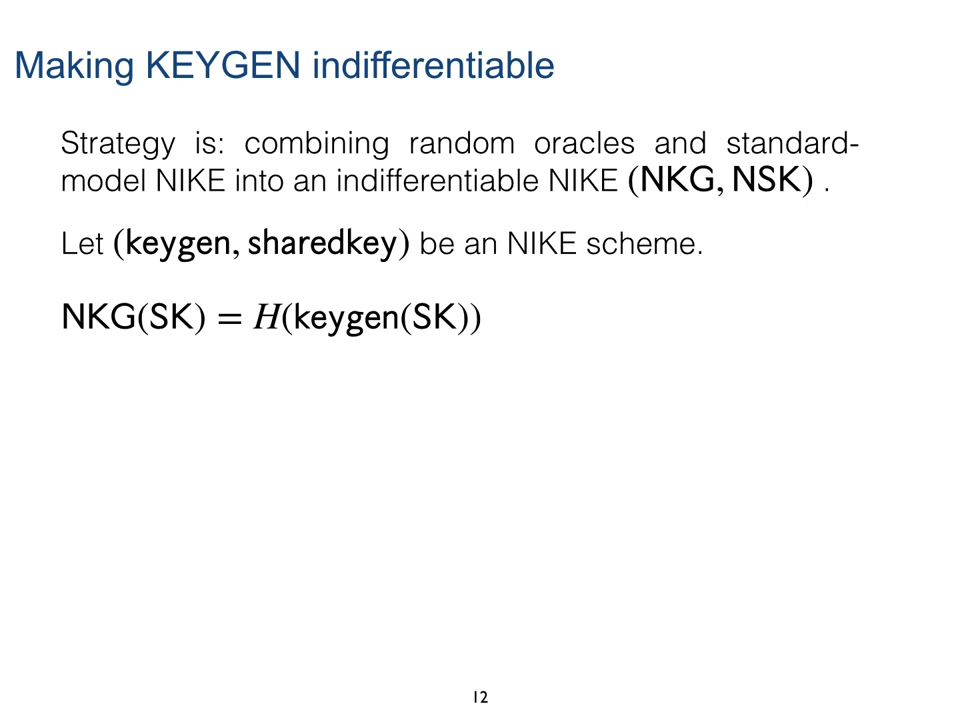 Making KEYGEN indifferentiable
Strategy is: combining random oracles and standard-
model NIKE into an indifferentiable NIKE (NKG, NSK) .
Let (keygen, sharedkey) be an NIKE scheme.
NKG(SK) = H(keygen(SK))
12